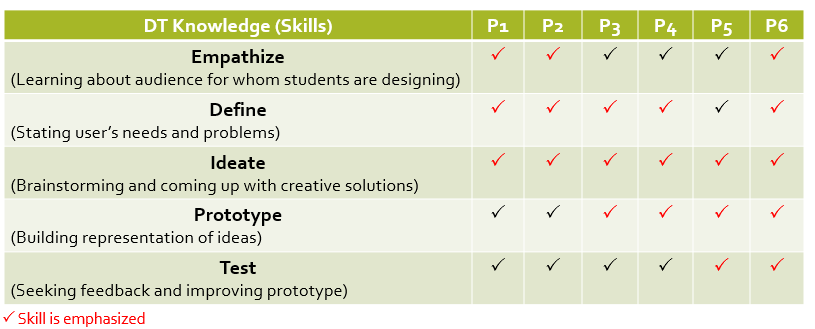 DT Knowledge (Skills) P1 P2 P3 P4 P5 P6
Empathize ✓ ✓ ✓ ✓ ✓ ✓
(Learning about audience for whom students are designing)
Define ✓ ✓ ✓ ✓ ✓ ✓
(Stating user's needs and problems)
Ideate ✓ ✓ ✓ ✓ ✓ ✓
(Brainstorming and coming up with creative solutions)
Prototype ✓ ✓ ✓ ✓ ✓ ✓
(Building representation of ideas)
Test ✓ ✓ ✓ ✓ ✓ ✓
(Seeking feedback and improving prototype)
✓ Skill is emphasized